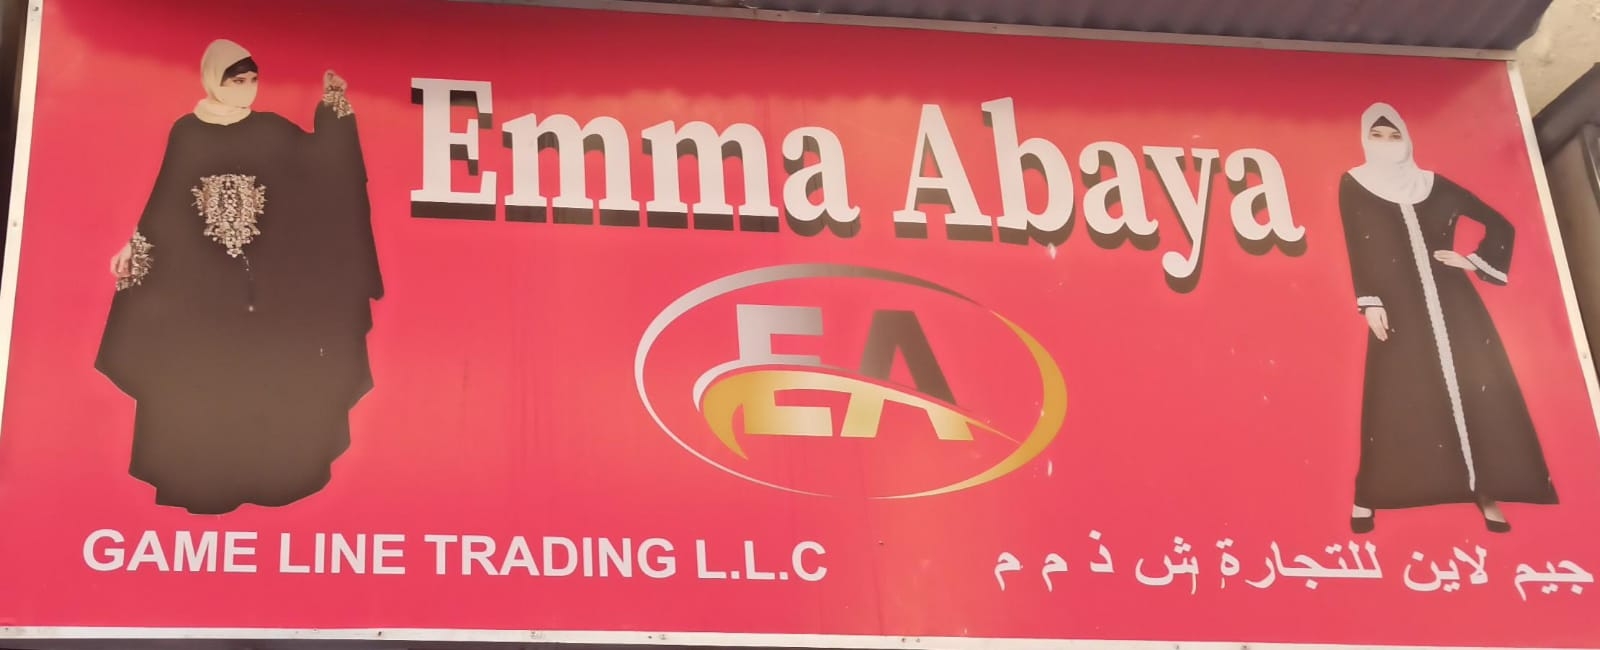 Emma Abaya
EA
GAME LINE TRADING L.L.C
جيم لاين للتجارة ش ذ م م